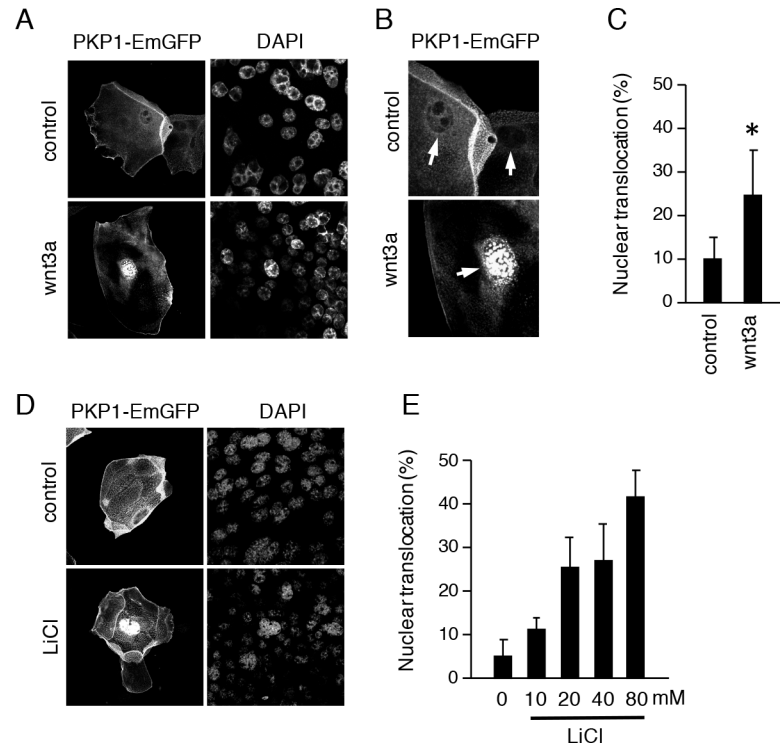 A
PKP1-EmGFP
DAPI
control
wnt3a
B
PKP1-EmGFP
control
wnt3a
C
Nuclear translocation (%)
50
40
30
20
10
0
*
control
wnt3a
D
PKP1-EmGFP
DAPI
control
LiCl
E
Nuclear translocation (%)
50
40
30
20
10
0
0 10 20 40 80 mM
LiCl